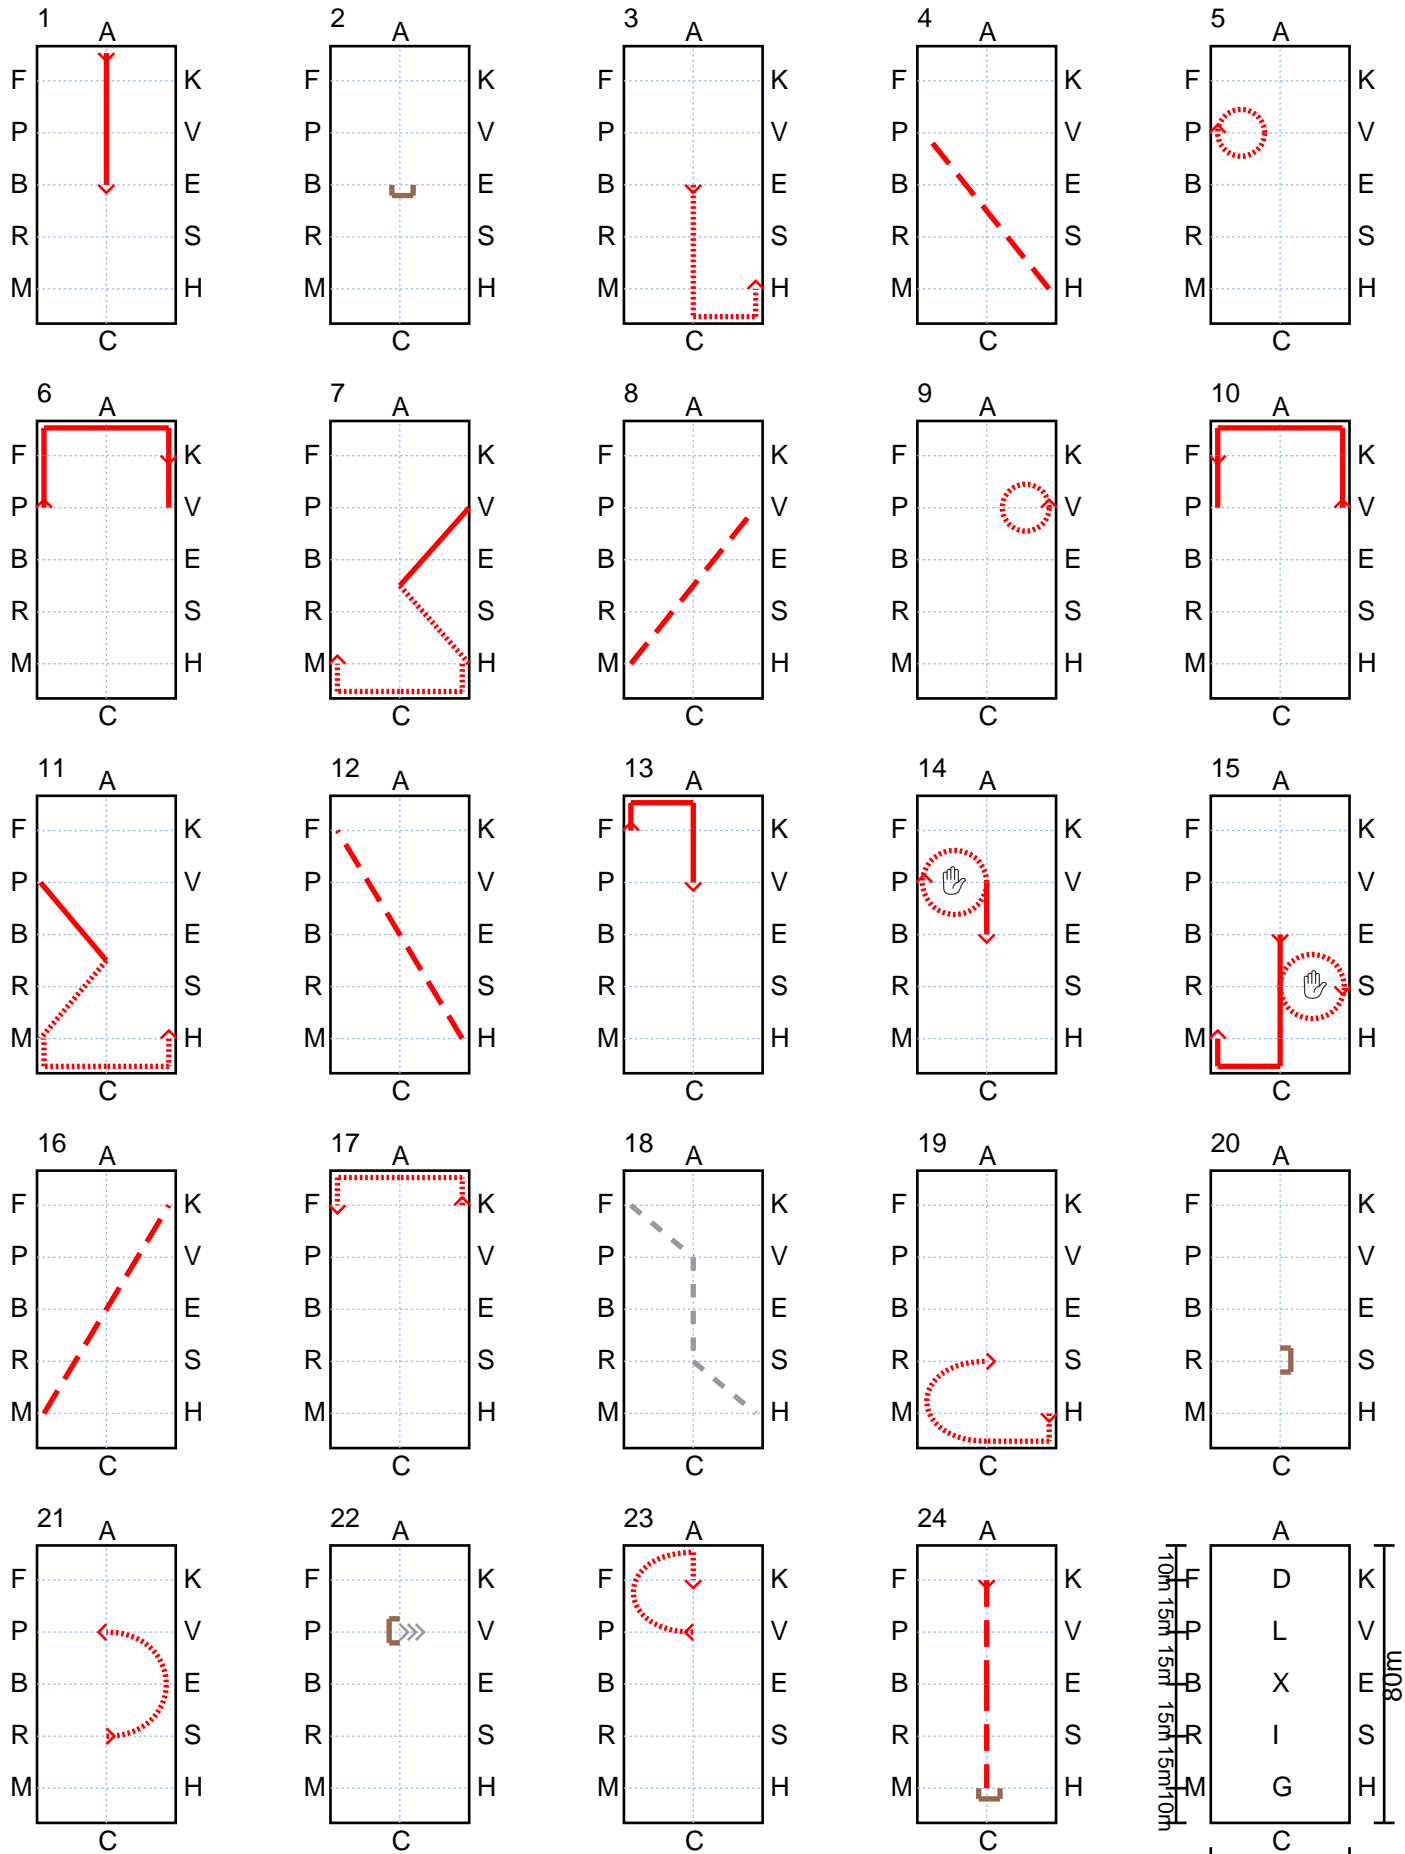 1 2 3 4 5
A A A A A
F K F K F K F K F K
P V P V P V P V P V
B E B E B E B E B E
R S R S R S R S R S
M H M H M H M H M H
C C C C C
6 7 8 9 10
A A A A A
F K F K F K F K F K
P V P V P V P V P V
B E B E B E B E B E
R S R S R S R S R S
M H M H M H M H M H
C C C C C
11 12 13 14 15
A A A A A
F K F K F K F K F K
P V P V P V P V P V
B E B E B E B E B E
R S R S R S R S R S
M H M H M H M H M H
C C C C C
16 17 18 19 20
A A A A A
F K F K F K F K F K
P V P V P V P V P V
B E B E B E B E B E
R S R S R S R S R S
M H M H M H M H M H
C C C C C
21 22 23 24
A A A A A
F K F K F K F K F D K
P V P V P V P V P L V
B E B E B E B E B X E
R S R S R S R S R I S
M H M H M H M H M G H
C C C C C
10m 15m 15m 15m 15m 10m
80m